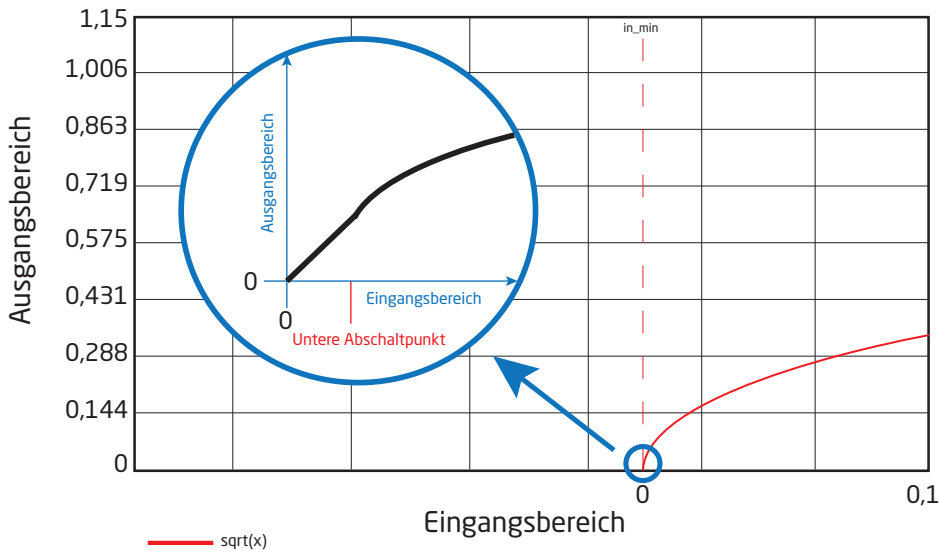 1,15
1,006
0,863
0,719
0,575
0,431
0,288
0,144
0
Ausgangsbereich
in_min
Ausgangsbereich
0
0
Eingangsbereich
Untere Abschaltpunkt
0
0,1
Eingangsbereich
sqrt(x)